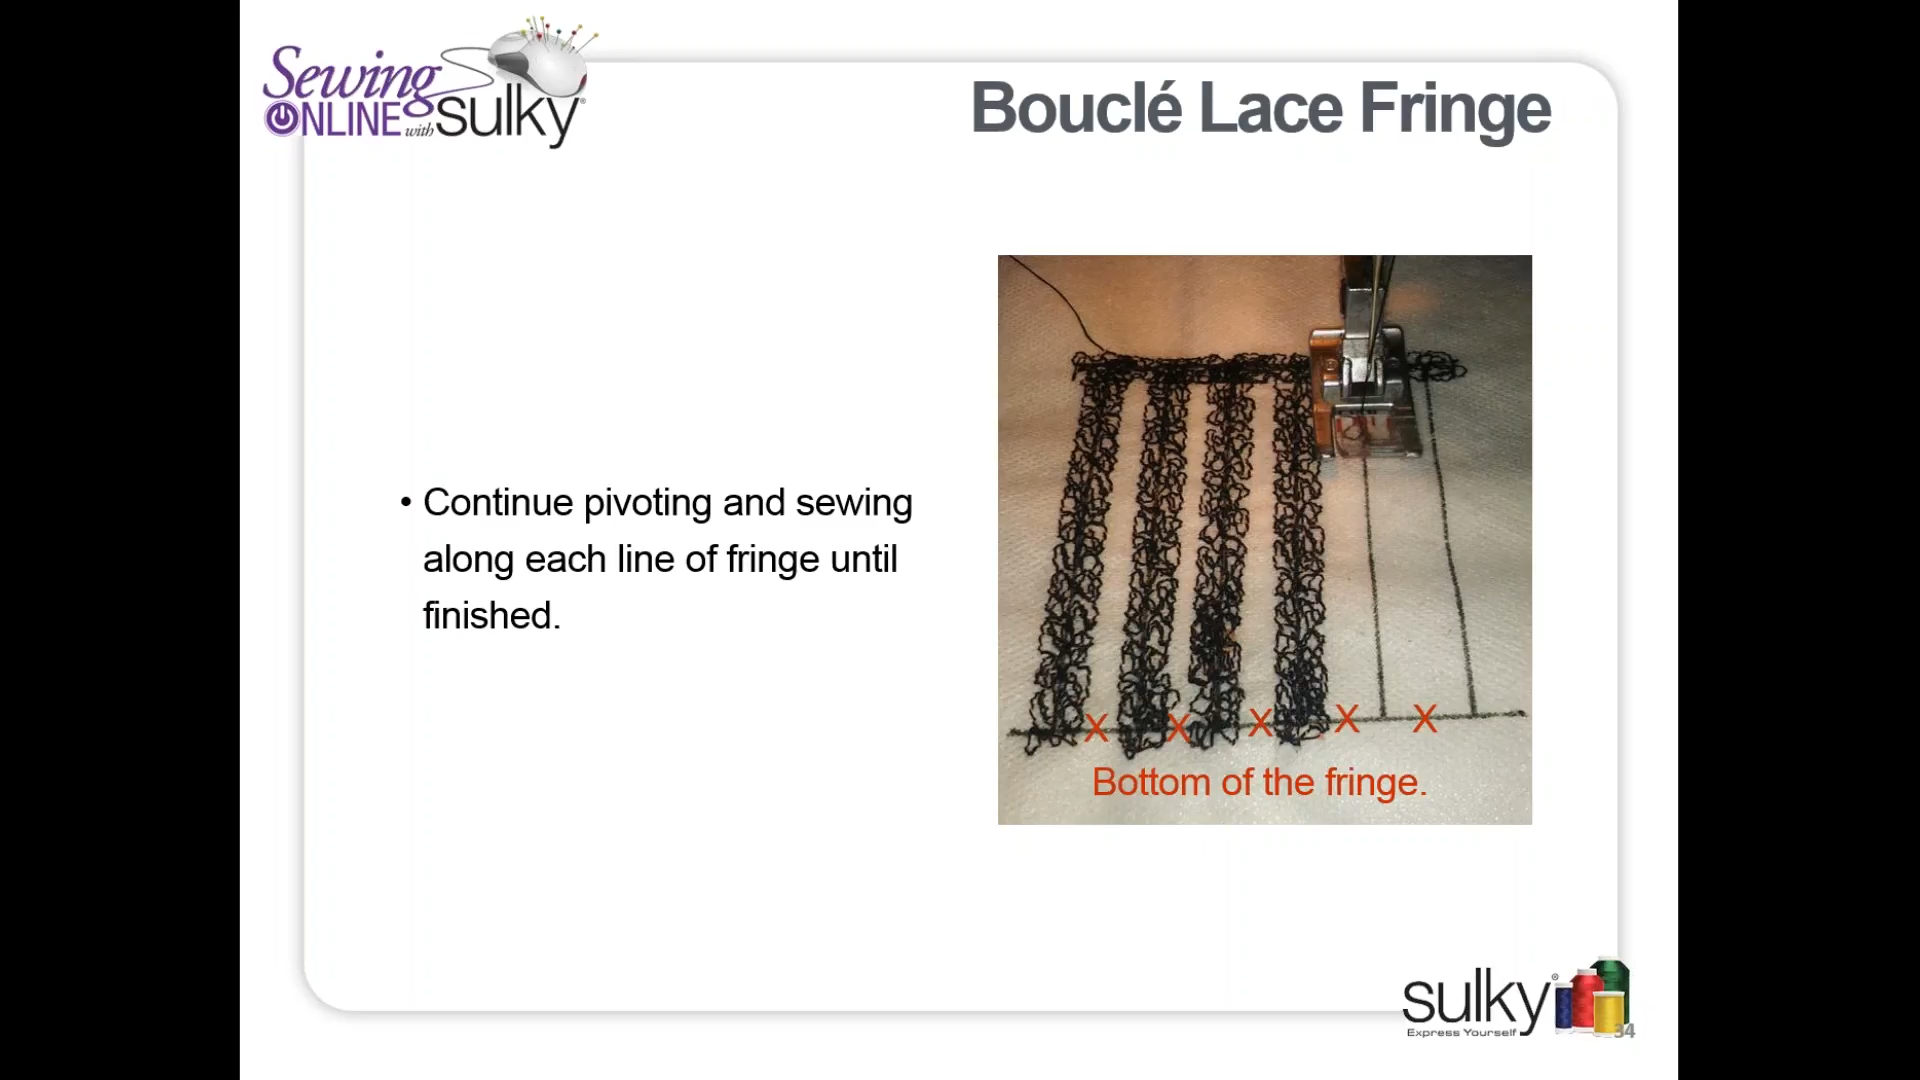 Sewing
ONLINE with sulky®
Bouclé Lace Fringe
• Continue pivoting and sewing
along each line of fringe until
finished.
X X X X X
Bottom of the fringe.
sulky®
Express Yourself
34